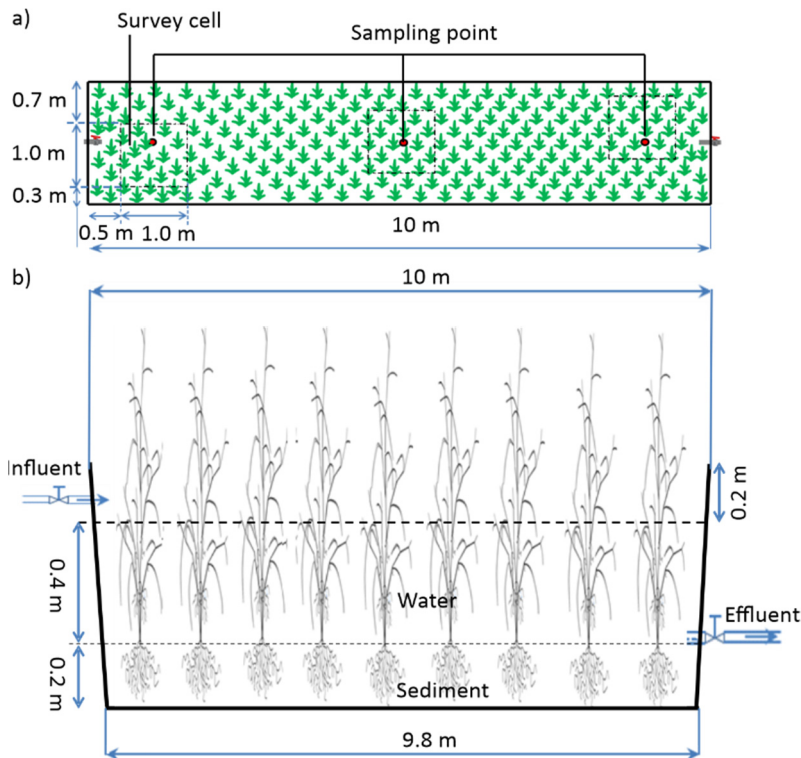 a)
Survey cell
Sampling point
0.7 m
1.0 m
0.3 m
0.5 m
1.0 m
10 m
b)
10 m
Influent
0.2 m
0.4 m
Water
Effluent
0.2 m
Sediment
9.8 m